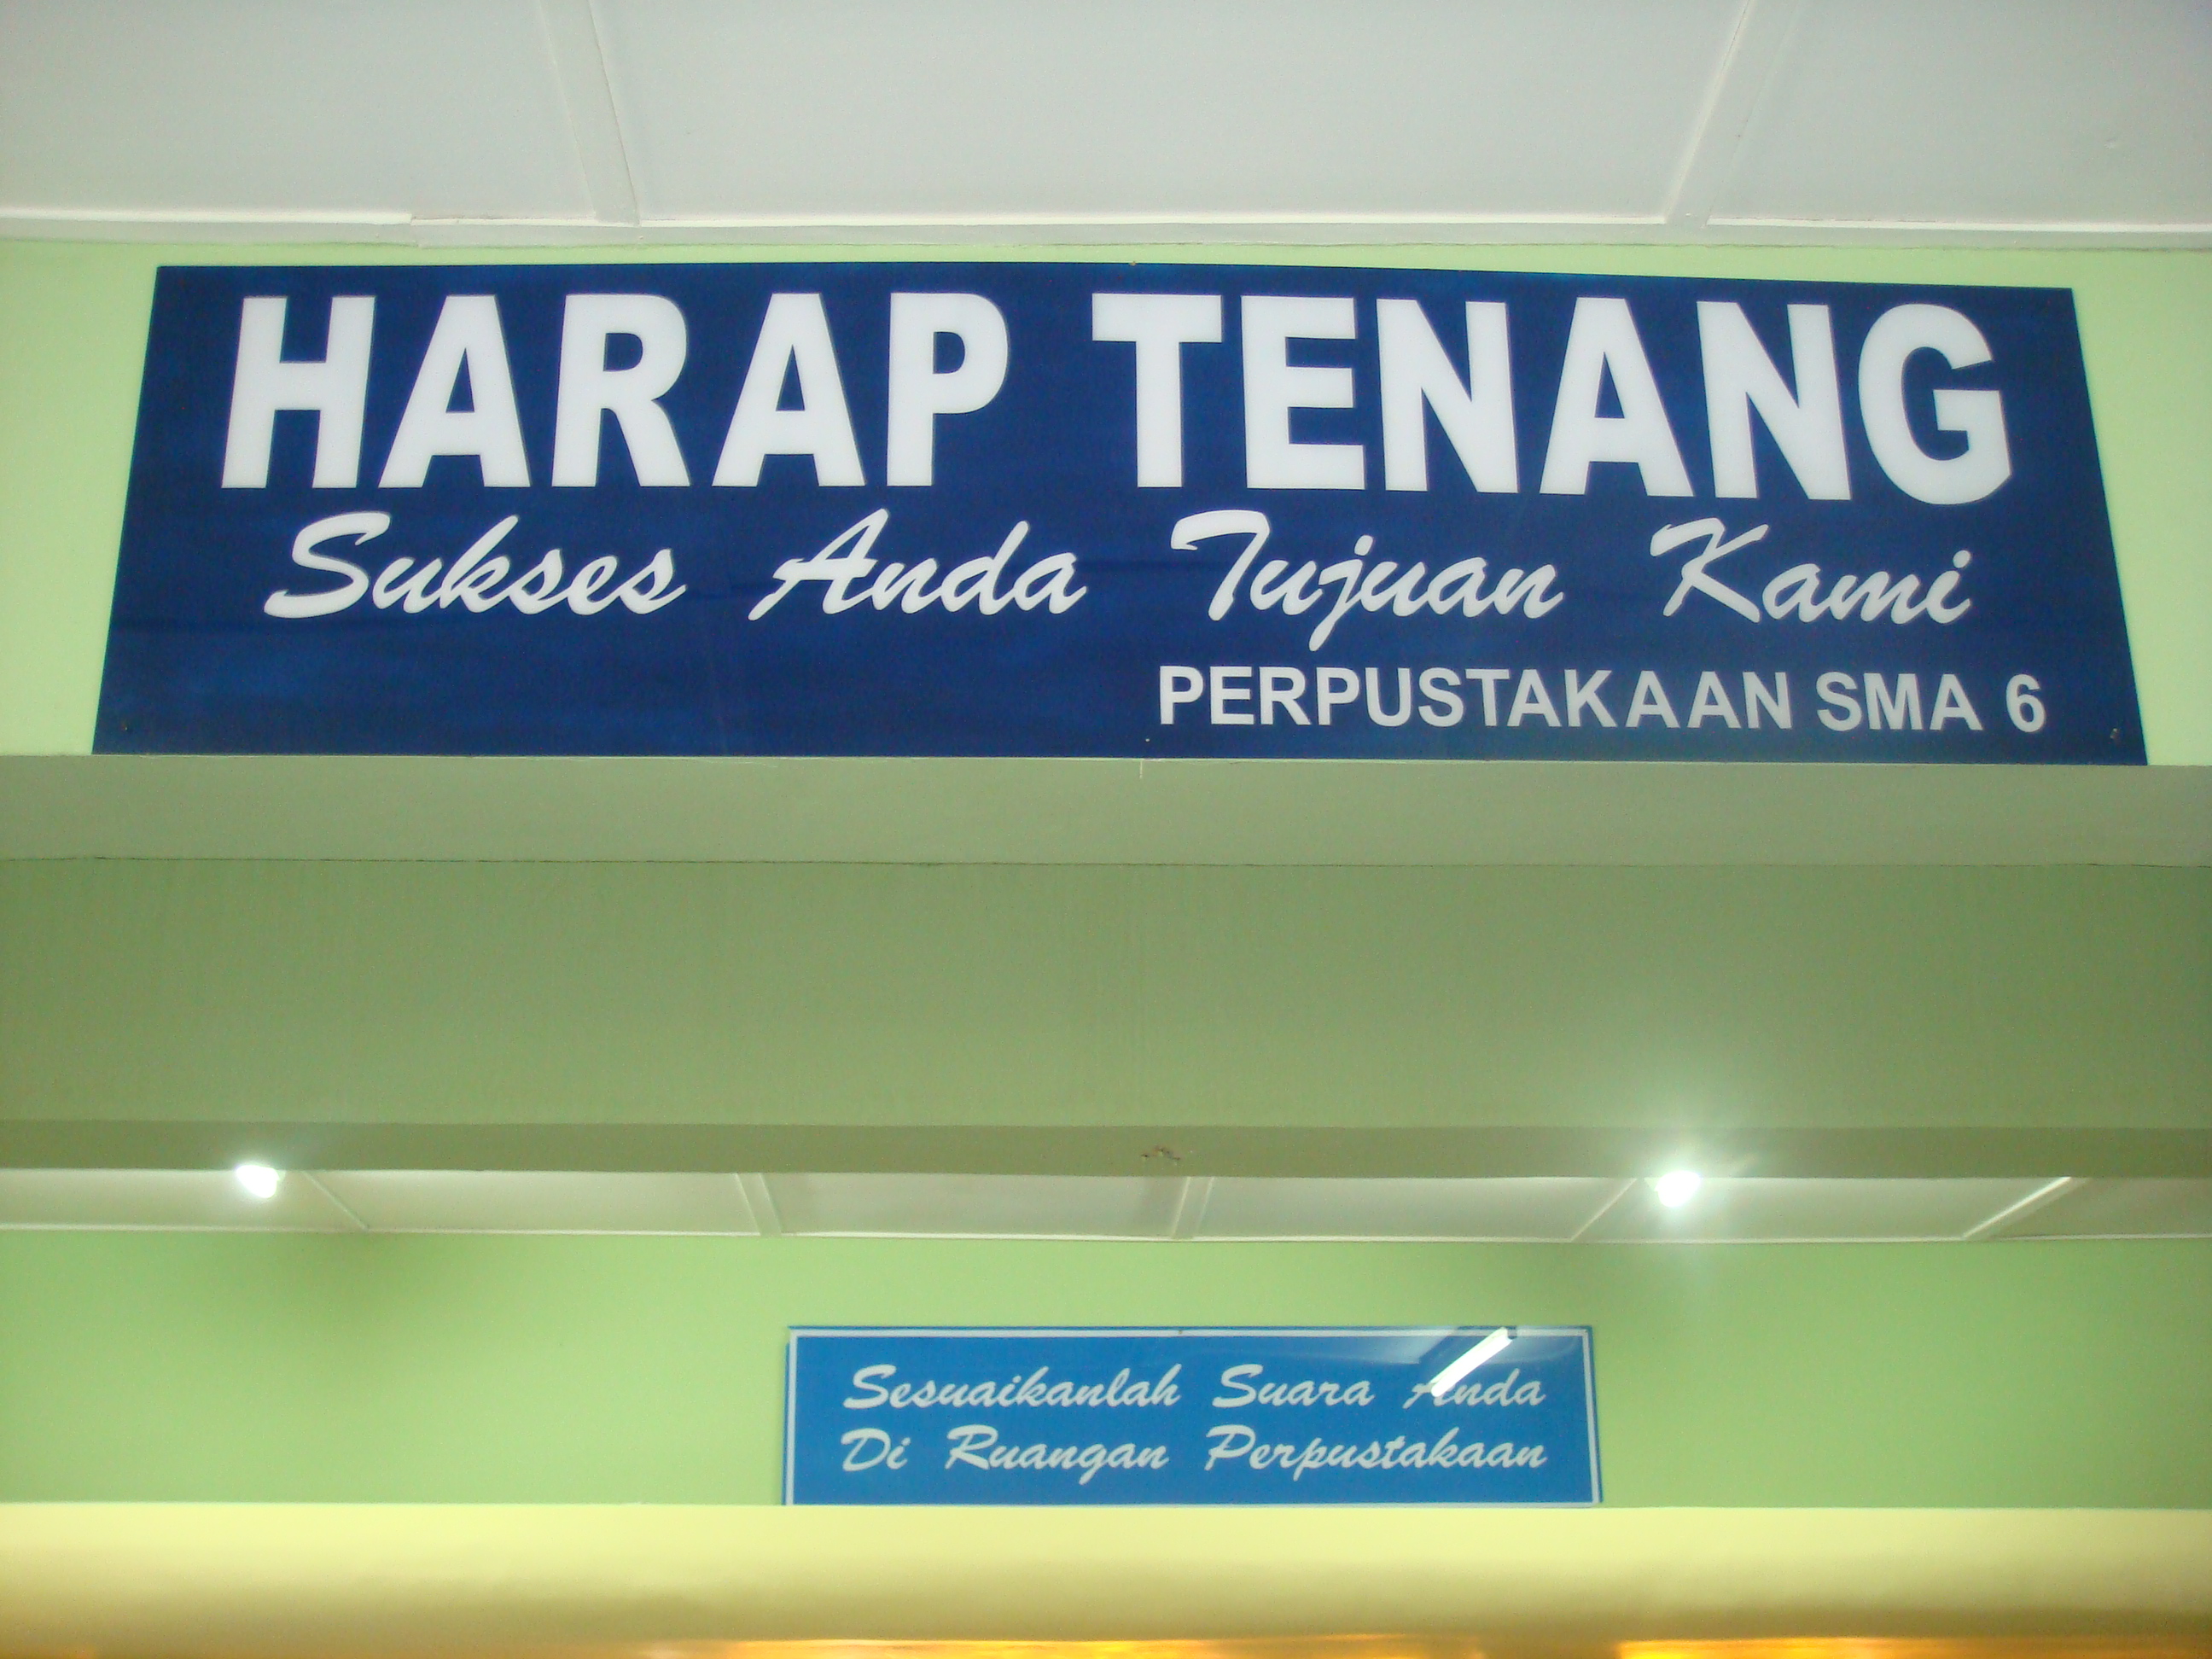 HARAP TENANG
Sukses Anda Tujuan Kami
PERPUSTAKAAN SMA 6
Sesuaikanlah Suara Anda
Di Ruangan Perpustakaan